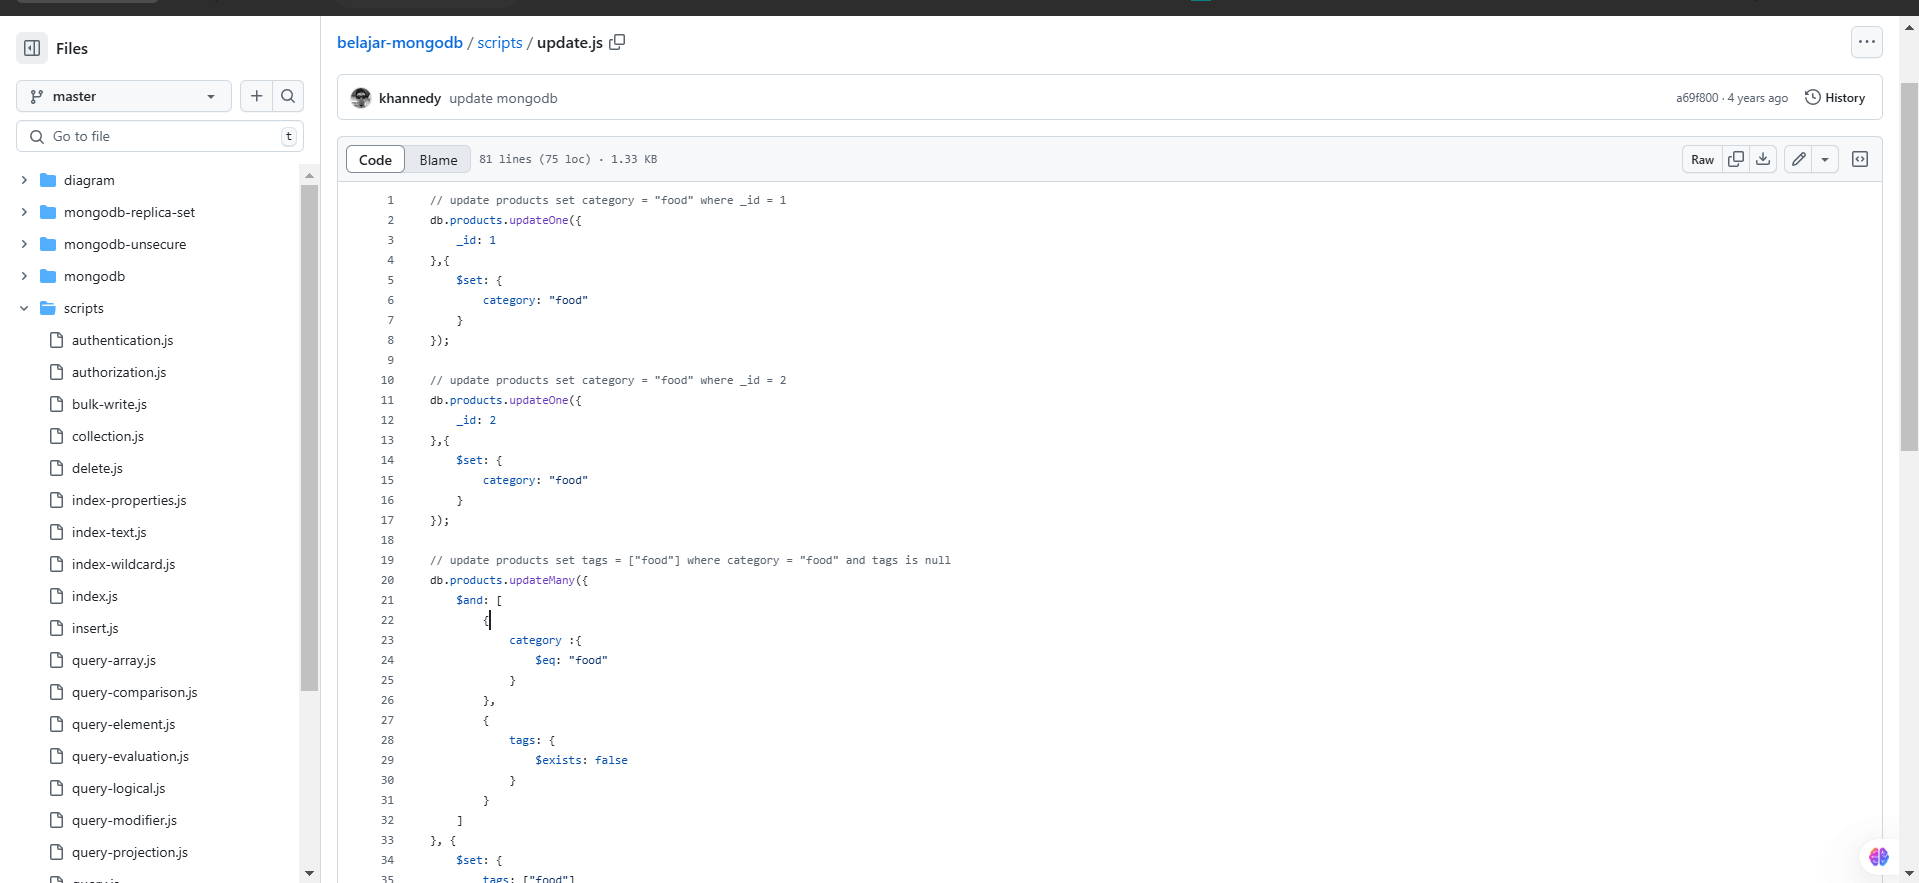 Files
master
Go to file
t
diagram
mongodb-replica-set
mongodb-unsecure
mongodb
scripts
authentication.js
authorization.js
bulk-write.js
collection.js
delete.js
index-properties.js
index-text.js
index-wildcard.js
index.js
insert.js
query-array.js
query-comparison.js
query-element.js
query-evaluation.js
query-logical.js
query-modifier.js
query-projection.js
belajar-mongodb / scripts / update.js
khannedy update mongodb
a69f800 · 4 years ago
History
Code
Blame
81 lines (75 loc) · 1.33 KB
Raw
1 // update products set category = "food" where _id = 1
2 db.products.updateOne({
3 _id: 1
4 },{
5 $set: {
6 category: "food"
7 }
8 });
9
10 // update products set category = "food" where _id = 2
11 db.products.updateOne({
12 _id: 2
13 },{
14 $set: {
15 category: "food"
16 }
17 });
18
19 // update products set tags = ["food"] where category = "food" and tags is null
20 db.products.updateMany({
21 $and: [
22 {
23 category :{
24 $eq: "food"
25 }
26 },
27 {
28 tags: {
29 $exists: false
30 }
31 }
32 ]
33 }, {
34 $set: {
35 tags: ["food"]